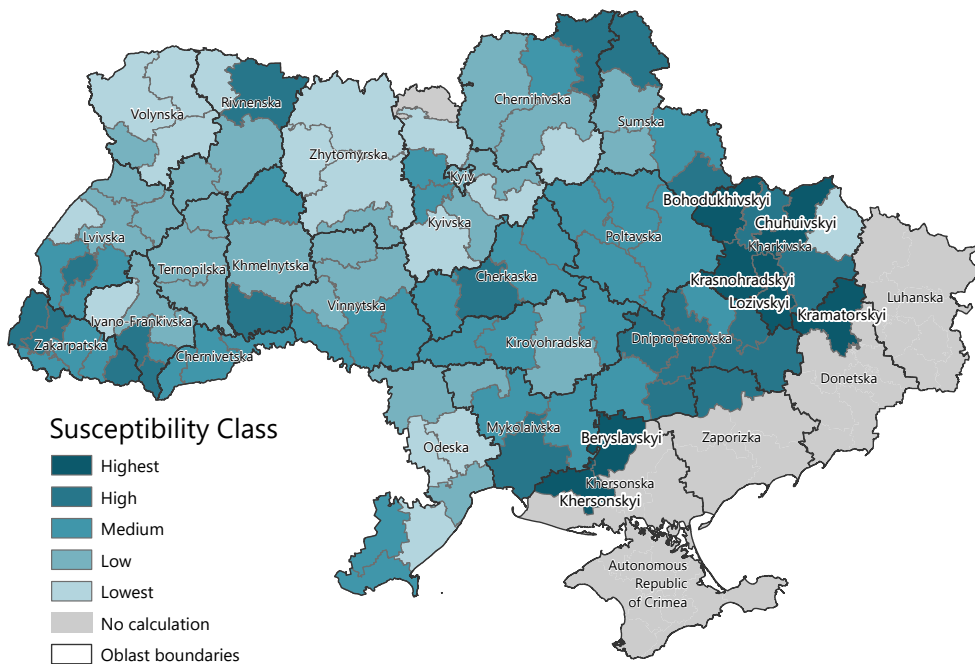 Volynska
Rivnenska
Zhytomyrska
Chernihivska
Sumska
Kyiv
Kyivska
Bohodukhivskyi
Chuhuivskyi
Kharkivska
Lvivska
Ternopilska
Khmelnytska
Vinnytska
Cherkaska
Poltavska
Krasnohradskyi
Lozivskyi
Kramatorskyi
Luhanska
Ivano-Frankivska
Zakarpatska
Chernivetska
Kirovohradska
Dnipropetrovska
Donetska
Odeska
Mykolaivska
Beryslavskyi
Zaporizka
Khersonska
Khersonskyi
Autonomous
Republic
of Crimea
Susceptibility Class
Highest
High
Medium
Low
Lowest
No calculation
Oblast boundaries